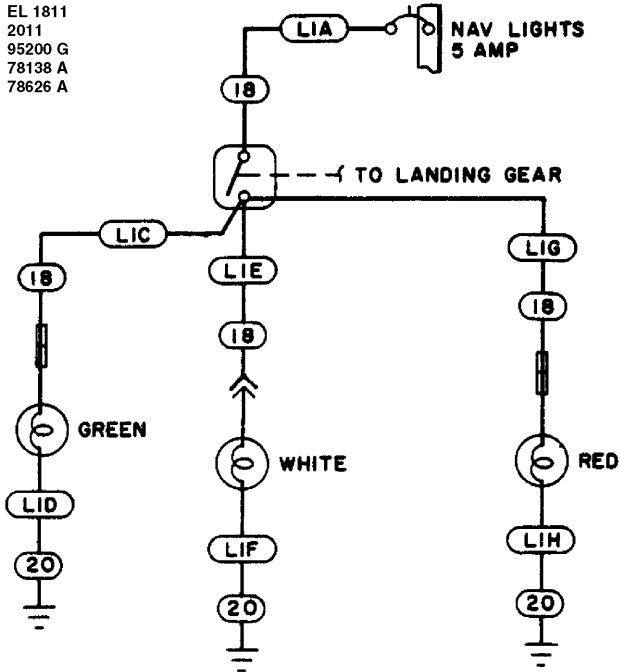 EL 1811
2011
95200 G
78138 A
78626 A
L1A
NAV LIGHTS
5 AMP
18
TO LANDING GEAR
L1C
L1E
L1G
18
18
18
GREEN
WHITE
RED
L1D
L1F
L1H
20
20
20